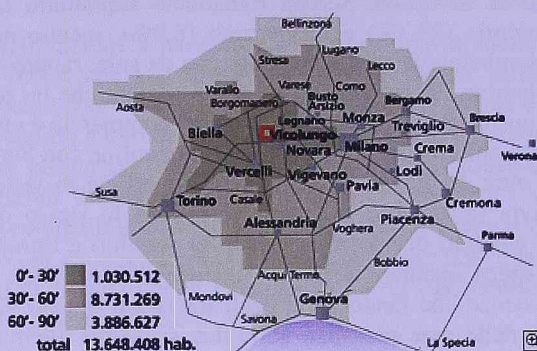 Bellinzona
Lugano
Stresa
Lecco
Varallo
Varese
Como
Aosta
Borgomanero
Busto
Arsizio
Bergamo
Legnano
Monza
Treviglio
Brescia
Biella
Vicolungo
Novara
Milano
Crema
Verona
Vercelli
Vigevano
Lodi
Susa
Torino
Casale
Pavia
Cremona
Alessandria
Voghera
Piacenza
Parma
Bobbio
Acqui Terme
Mondovì
Genova
Savona
La Specia
0'- 30' 1.030.512
30'- 60' 8.731.269
60'- 90' 3.886.627
total 13.648.408 hab.